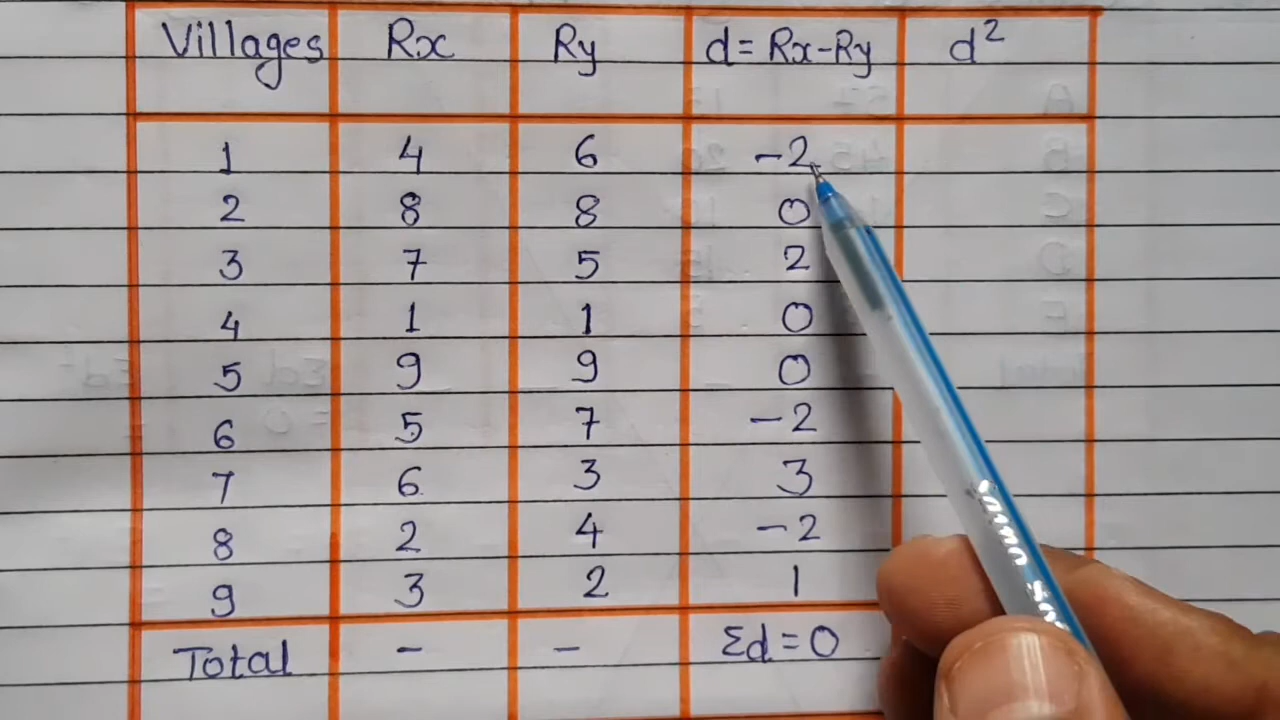 Villages Rx Ry d = Rx-Ry d²
1 4 6 -2
2 8 8 0
3 7 5 2
4 1 1 0
5 9 9 0
6 5 7 -2
7 6 3 3
8 2 4 -2
9 3 2 1
Total - - Σd = 0